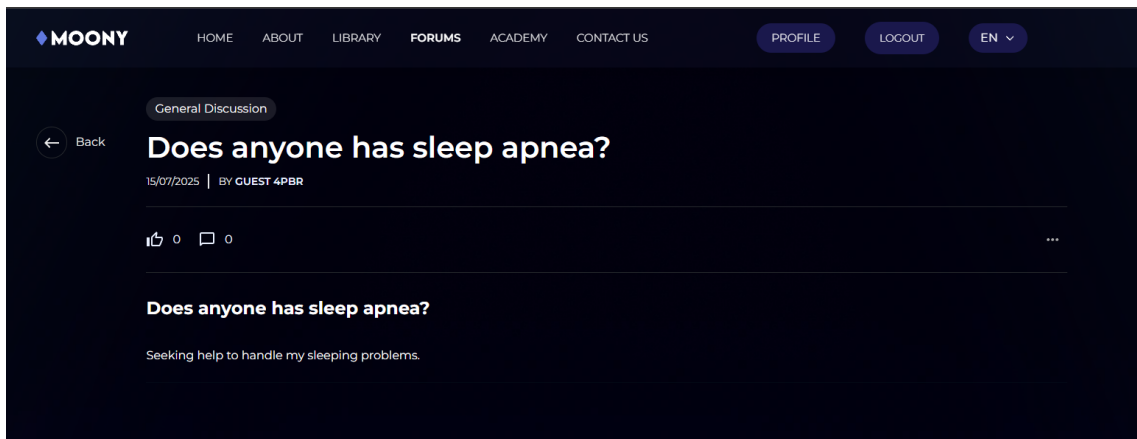 MOONY HOME ABOUT LIBRARY FORUMS ACADEMY CONTACT US PROFILE LOGOUT EN
General Discussion
Back
Does anyone has sleep apnea?
15/07/2025 | BY GUEST 4PBR
0 0 ...
Does anyone has sleep apnea?
Seeking help to handle my sleeping problems.